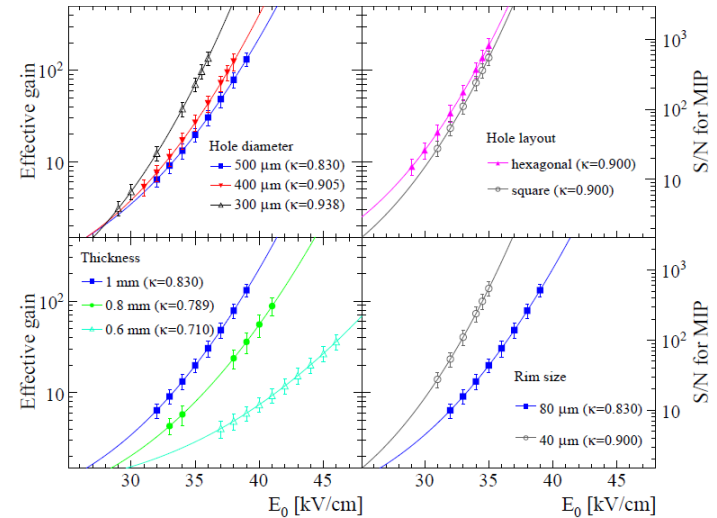 Effective gain
10²
10
Hole diameter
500 μm (κ=0.830)
400 μm (κ=0.905)
300 μm (κ=0.938)
Hole layout
hexagonal (κ=0.900)
square (κ=0.900)
10³
10²
10
S/N for MIP
Effective gain
10²
10
Thickness
1 mm (κ=0.830)
0.8 mm (κ=0.789)
0.6 mm (κ=0.710)
30 35 40 45
E₀ [kV/cm]
Rim size
80 μm (κ=0.830)
40 μm (κ=0.900)
10³
10²
10
S/N for MIP
30 35 40 45
E₀ [kV/cm]